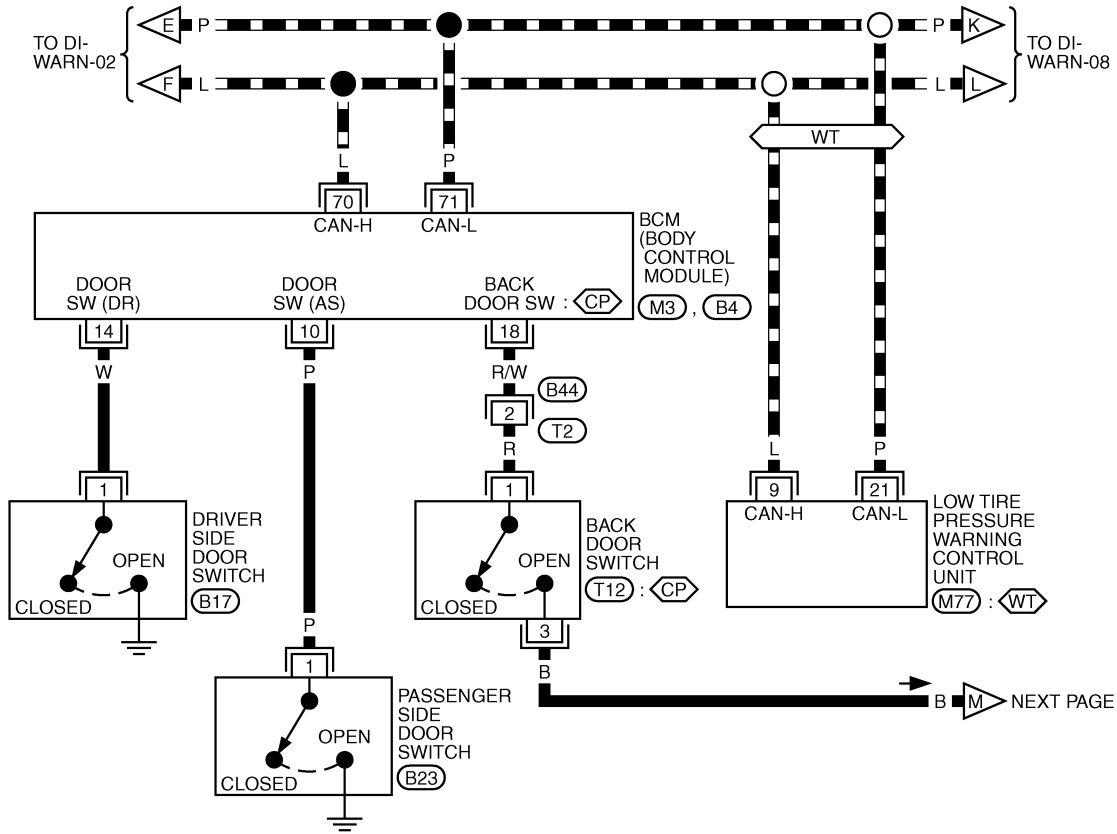 E P P K
TO DI-
WARN-02
TO DI-
WARN-08
F L L L
WT
L P
70 71
CAN-H CAN-L
BCM
(BODY
CONTROL
MODULE)
M3 , B4
DOOR
SW (DR)
DOOR
SW (AS)
BACK
DOOR SW : CP
14 10 18
W P R/W
B44
2
T2
R L P
1 1 9 21
CAN-H CAN-L
LOW TIRE
PRESSURE
WARNING
CONTROL
UNIT
M77 : WT
DRIVER
SIDE
DOOR
SWITCH
B17
OPEN
CLOSED
BACK
DOOR
SWITCH
T12 : CP
OPEN
CLOSED
P 3
1 B
B M NEXT PAGE
PASSENGER
SIDE
DOOR
SWITCH
B23
OPEN
CLOSED